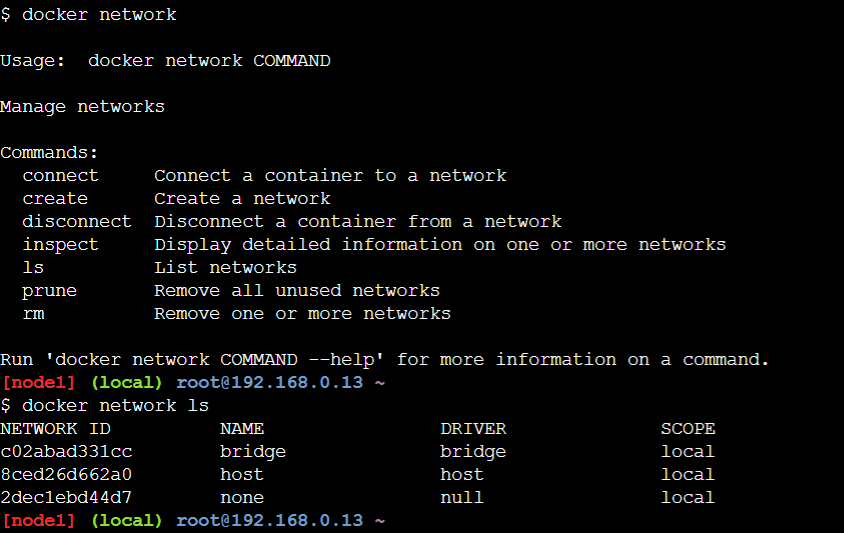 $ docker network
Usage:  docker network COMMAND
Manage networks
Commands:
  connect     Connect a container to a network
  create      Create a network
  disconnect  Disconnect a container from a network
  inspect     Display detailed information on one or more networks
  ls          List networks
  prune       Remove all unused networks
  rm          Remove one or more networks
Run 'docker network COMMAND --help' for more information on a command.
[node1] (local) root@192.168.0.13 ~
$ docker network ls
NETWORK ID          NAME                DRIVER              SCOPE
c02abad331cc        bridge              bridge              local
8ced26d662a0        host                host                local
2dec1ebd44d7        none                null                local
[node1] (local) root@192.168.0.13 ~